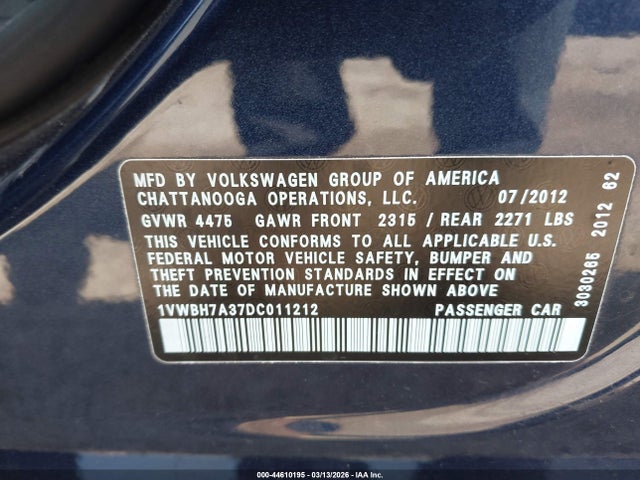 MFD BY VOLKSWAGEN GROUP OF AMERICA
CHATTANOOGA OPERATIONS, LLC. 07/2012
GVWR 4475 GAWR FRONT 2315 / REAR 2271 LBS
THIS VEHICLE CONFORMS TO ALL APPLICABLE U.S.
FEDERAL MOTOR VEHICLE SAFETY, BUMPER AND
THEFT PREVENTION STANDARDS IN EFFECT ON
THE DATE OF MANUFACTURE SHOWN ABOVE
1VWBH7A37DC011212 PASSENGER CAR
3030266 2012 62
000-44610195 - 03/13/2026 - IAA Inc.